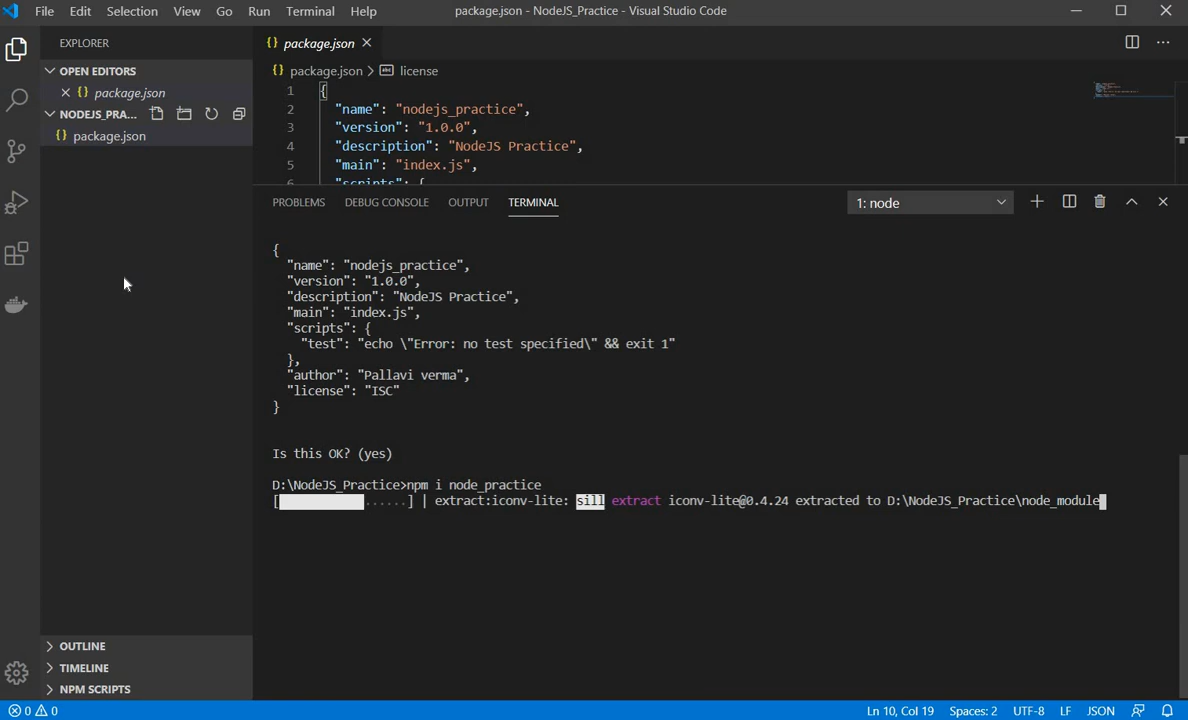 File Edit Selection View Go Run Terminal Help package.json - NodeJS_Practice - Visual Studio Code
EXPLORER
OPEN EDITORS
package.json
NODEJS_PRA...
package.json
OUTLINE
TIMELINE
NPM SCRIPTS
{} package.json
{} package.json > license
1 {
2 "name": "nodejs_practice",
3 "version": "1.0.0",
4 "description": "NodeJS Practice",
5 "main": "index.js",
6 "scripts": {
PROBLEMS DEBUG CONSOLE OUTPUT TERMINAL 1: node
{
"name": "nodejs_practice",
"version": "1.0.0",
"description": "NodeJS Practice",
"main": "index.js",
"scripts": {
"test": "echo \"Error: no test specified\" && exit 1"
},
"author": "Pallavi verma",
"license": "ISC"
}
Is this OK? (yes)
D:\NodeJS_Practice>npm i node_practice
[ ......] | extract:iconv-lite: sill extract iconv-lite@0.4.24 extracted to D:\NodeJS_Practice\node_module
0 0 Ln 10, Col 19 Spaces: 2 UTF-8 LF JSON